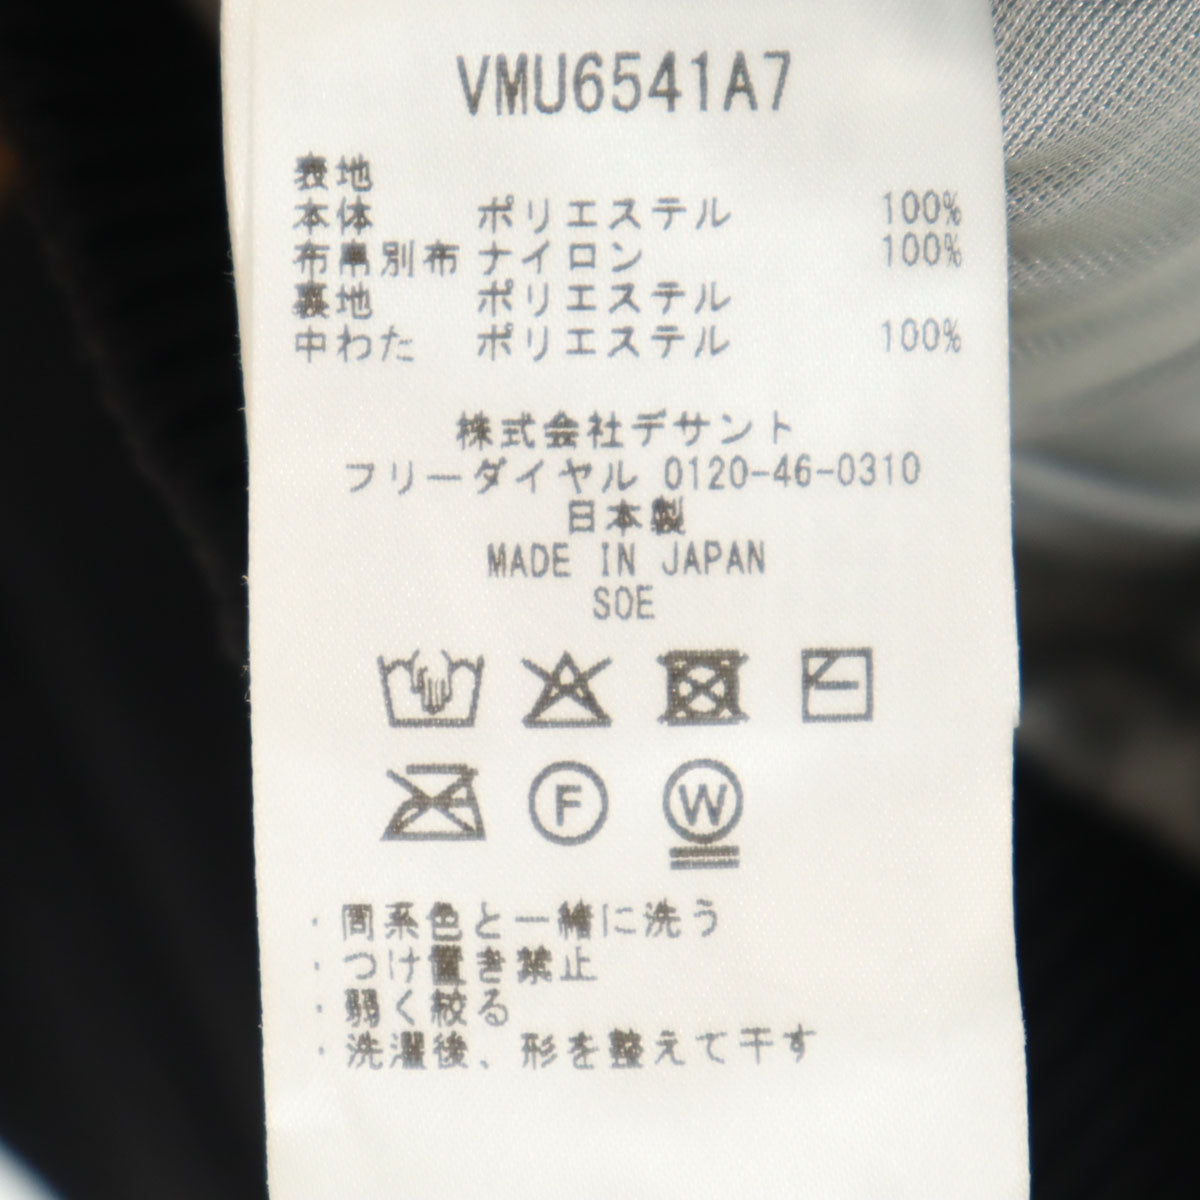 VMU6541A7
表地
本体 ポリエステル 100%
布帛別布 ナイロン 100%
裏地 ポリエステル
中わた ポリエステル 100%
株式会社デサント
フリーダイヤル 0120-46-0310
日本製
MADE IN JAPAN
SOE
F W
・同系色と一緒に洗う
・つけ置き禁止
・弱く絞る
・洗濯後、形を整えて干す